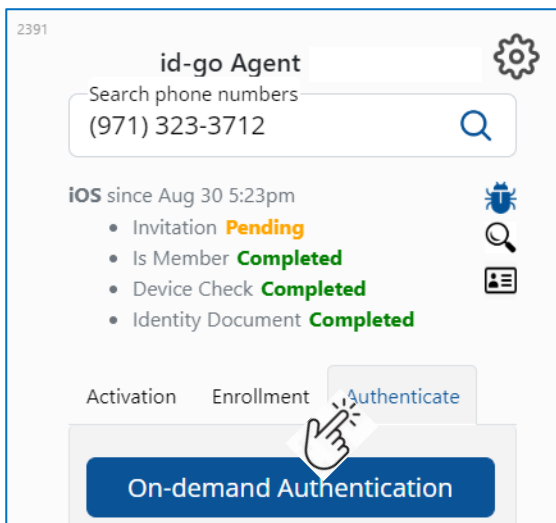 2391
id-go Agent
Search phone numbers
(971) 323-3712
iOS since Aug 30 5:23pm
• Invitation Pending
• Is Member Completed
• Device Check Completed
• Identity Document Completed
Activation Enrollment Authenticate
On-demand Authentication